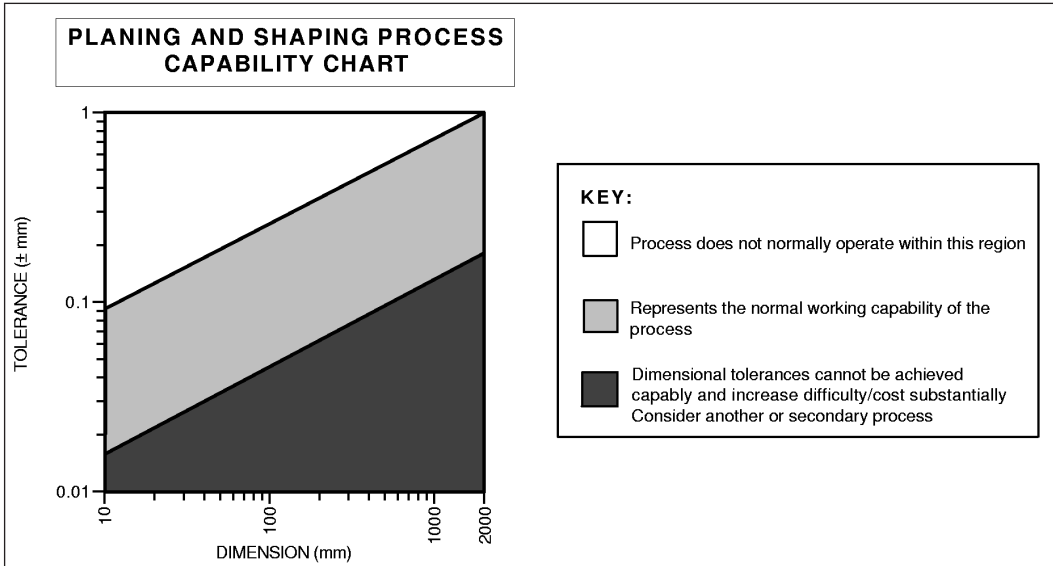 PLANING AND SHAPING PROCESS
CAPABILITY CHART
TOLERANCE (± mm)
1
0.1
0.01
10
100
1000
2000
DIMENSION (mm)
KEY:
Process does not normally operate within this region
Represents the normal working capability of the
process
Dimensional tolerances cannot be achieved
capably and increase difficulty/cost substantially
Consider another or secondary process